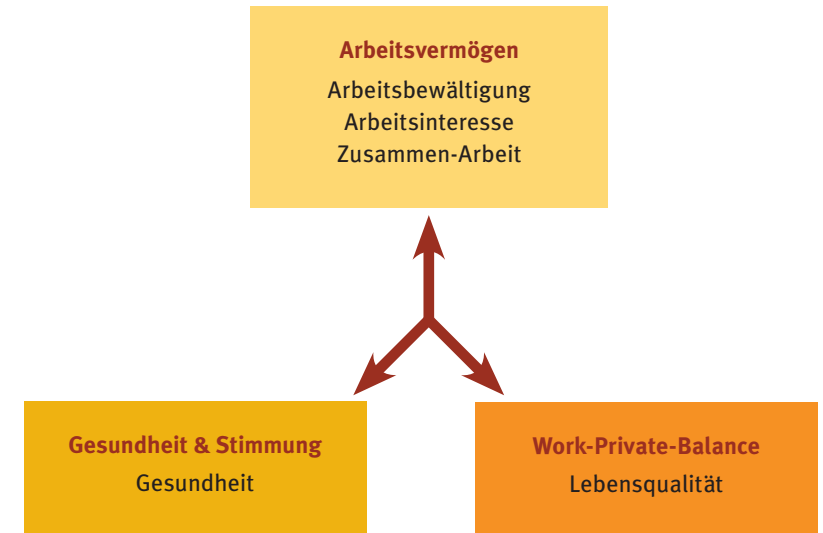 Arbeitsvermögen
Arbeitsbewältigung
Arbeitsinteresse
Zusammen-Arbeit
Gesundheit & Stimmung
Gesundheit
Work-Private-Balance
Lebensqualität